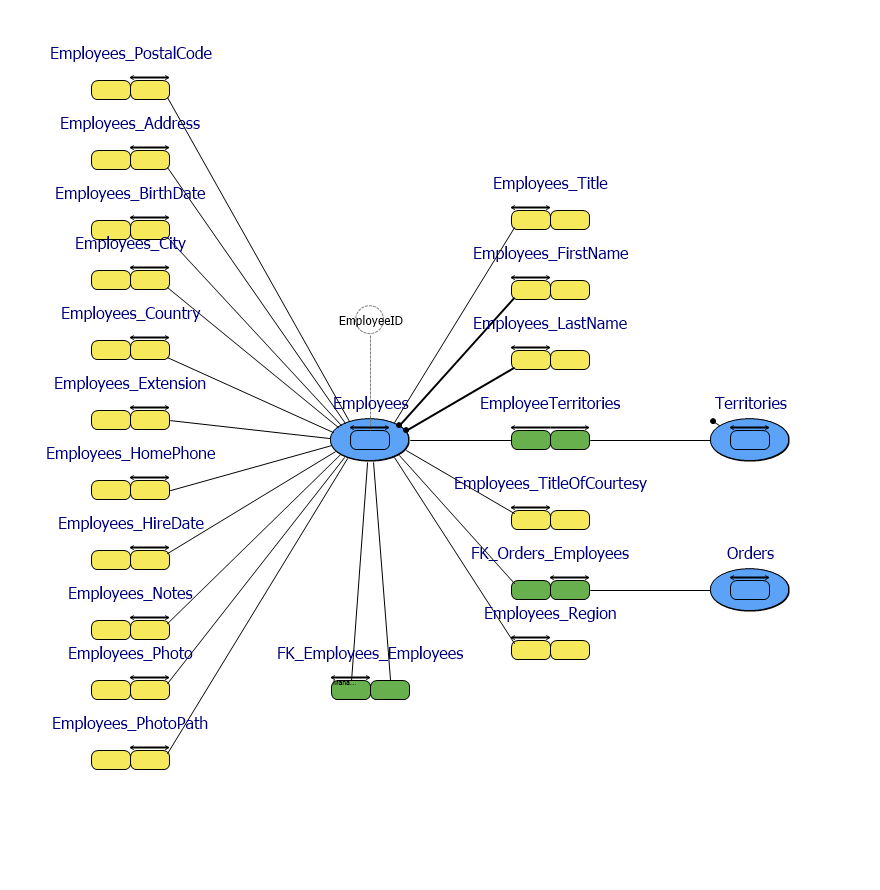 Employees_PostalCode
Employees_Address
Employees_BirthDate
Employees_City
Employees_Country
Employees_Extension
Employees_HomePhone
Employees_HireDate
Employees_Notes
Employees_Photo
Employees_PhotoPath
EmployeeID
Employees
FK_Employees_Employees
Employees_Title
Employees_FirstName
Employees_LastName
EmployeeTerritories
Employees_TitleOfCourtesy
FK_Orders_Employees
Employees_Region
Territories
Orders